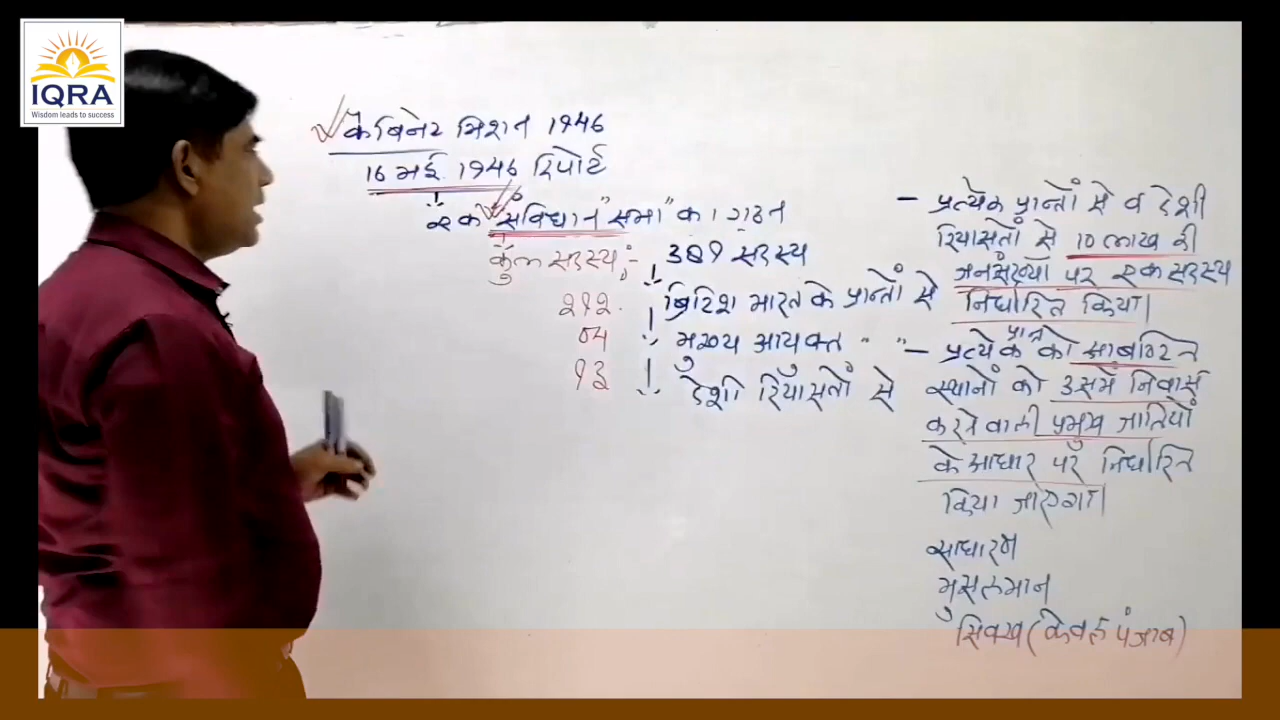 IQRA
Wisdom leads to success
कैबिनेट मिशन 1946
16 मई 1946 रिपोर्ट
एक "संविधान सभा" का गठन
कुल सदस्य :- 389 सदस्य
292. ब्रिटिश भारत के प्रान्तों से
04 मुख्य आयुक्त " "
93 देशी रियासतों से
- प्रत्येक प्रान्तों से व देशी
रियासतों से 10 लाख की
जनसंख्या पर एक सदस्य
निर्धारित किया।
- प्रत्येक प्रान्त को आबंटित
स्थानों को उसमें निवास
करने वाली प्रमुख जातियों
के आधार पर निर्धारित
किया जाएगा।
साधारण
मुसलमान
सिक्ख (केवल पंजाब)